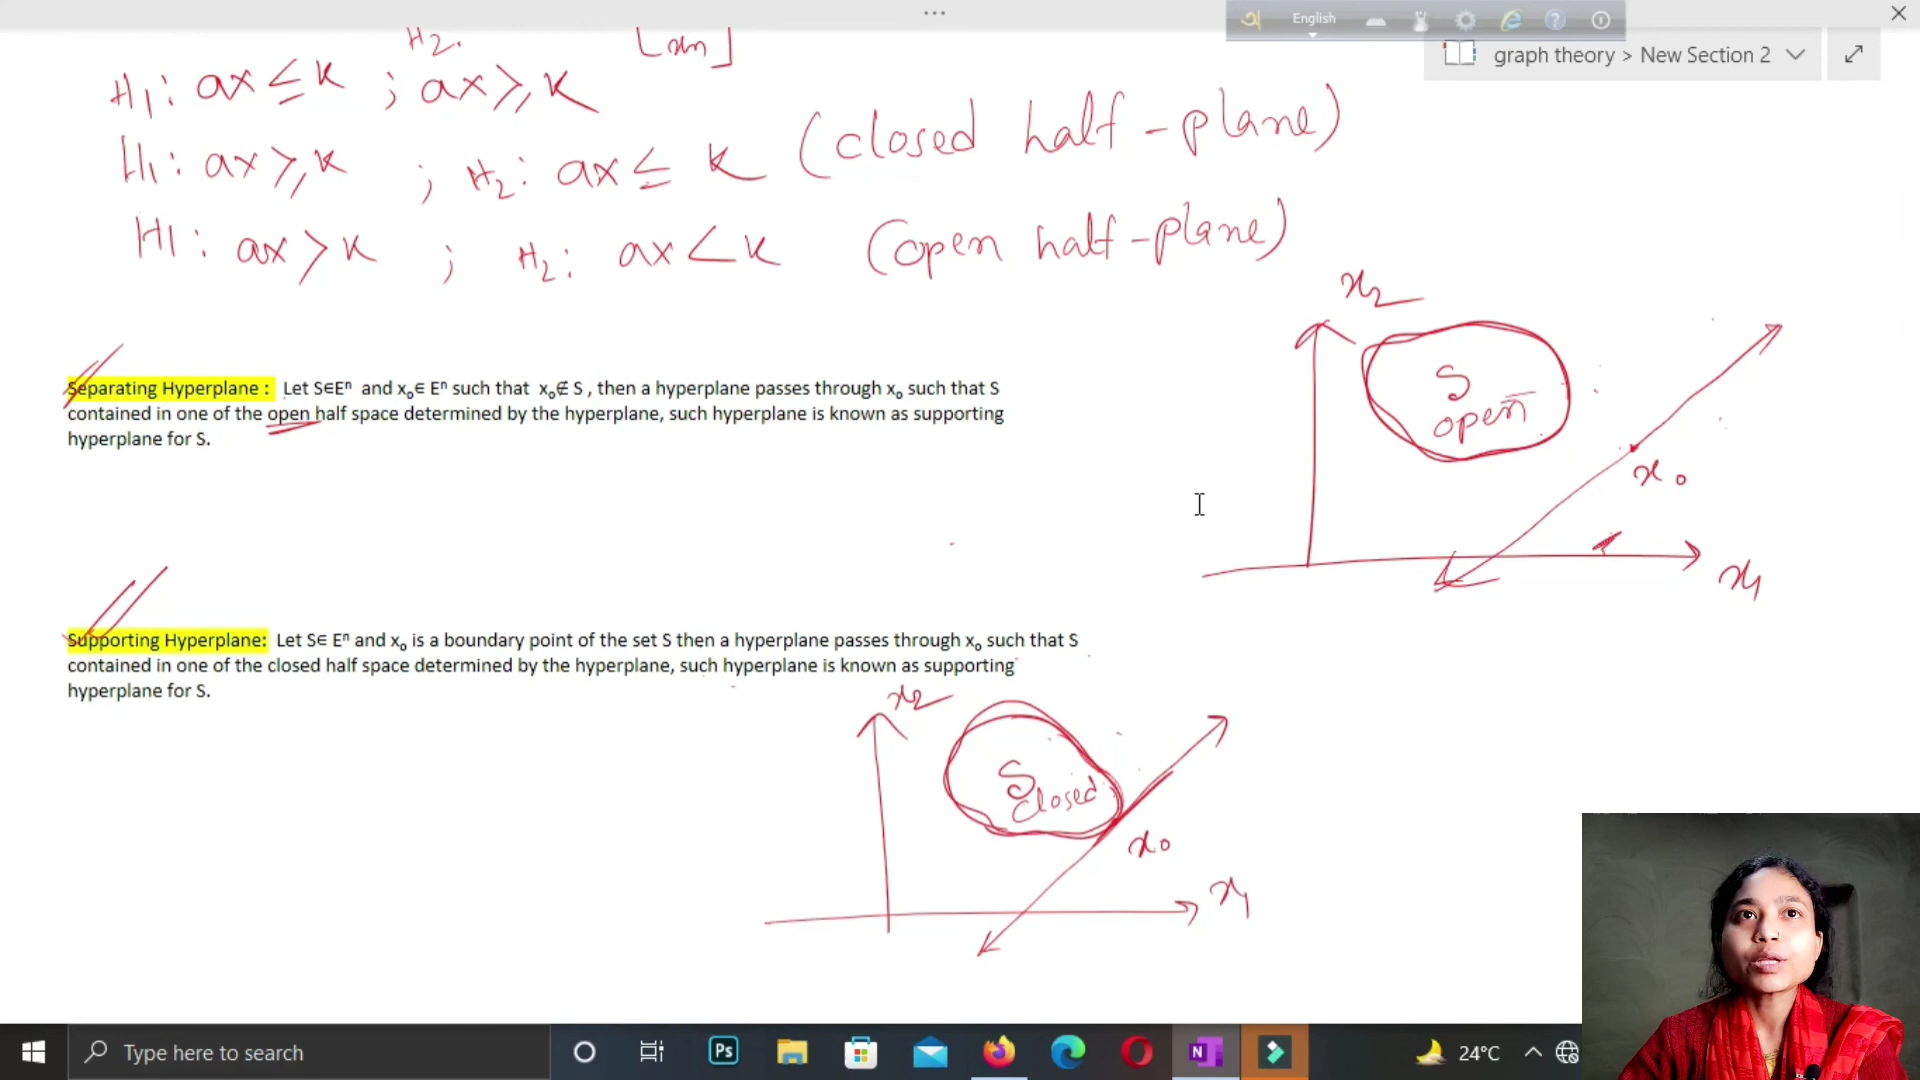 ...
English
graph theory > New Section 2
H2. [xn]
H1: ax ≤ k ; ax ≥ k
H1: ax ≥ k ; H2: ax ≤ k (closed half-plane)
H1: ax > k ; H2: ax < k (open half-plane)
x2
Separating Hyperplane : Let S∈Eⁿ and x₀∈ Eⁿ such that x₀∉ S , then a hyperplane passes through x₀ such that S
contained in one of the open half space determined by the hyperplane, such hyperplane is known as supporting
hyperplane for S.
S
open
x0
x1
Supporting Hyperplane: Let S∈ Eⁿ and x₀ is a boundary point of the set S then a hyperplane passes through x₀ such that S
contained in one of the closed half space determined by the hyperplane, such hyperplane is known as supporting
hyperplane for S.
x2
S
closed
x0
x1
Type here to search
Ps
N
24°C